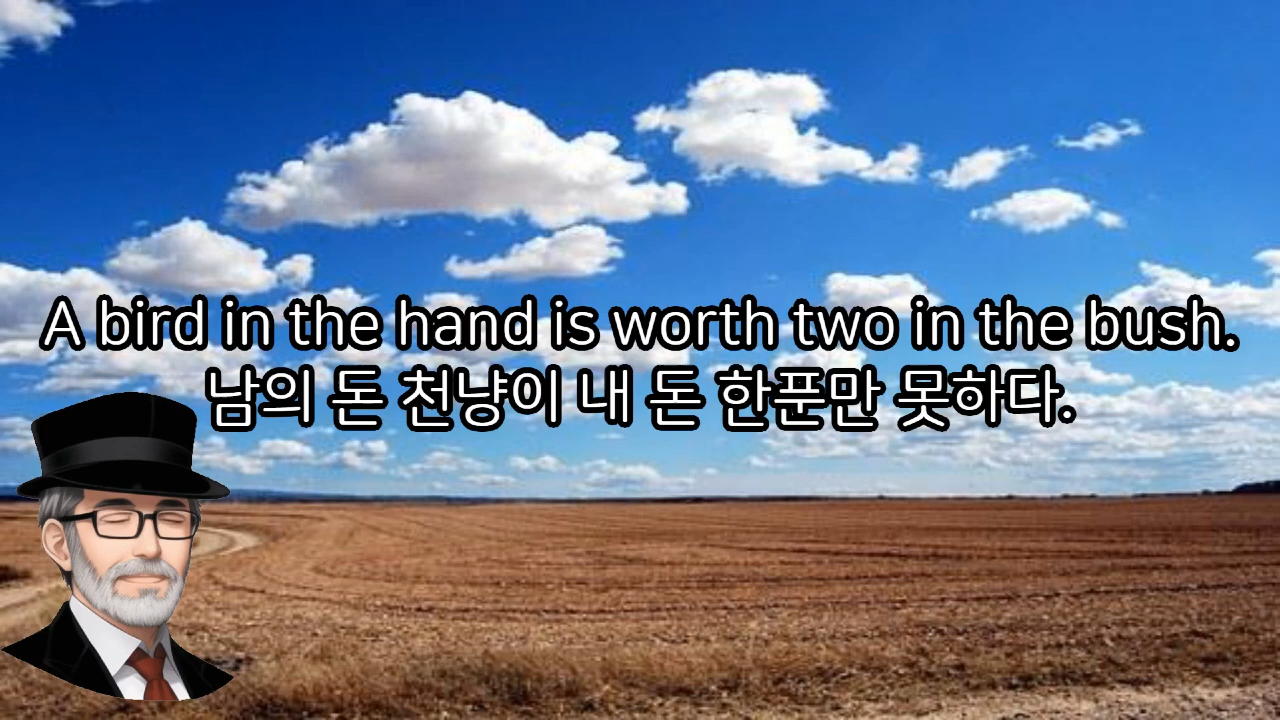 A bird in the hand is worth two in the bush.
남의 돈 천냥이 내 돈 한푼만 못하다.